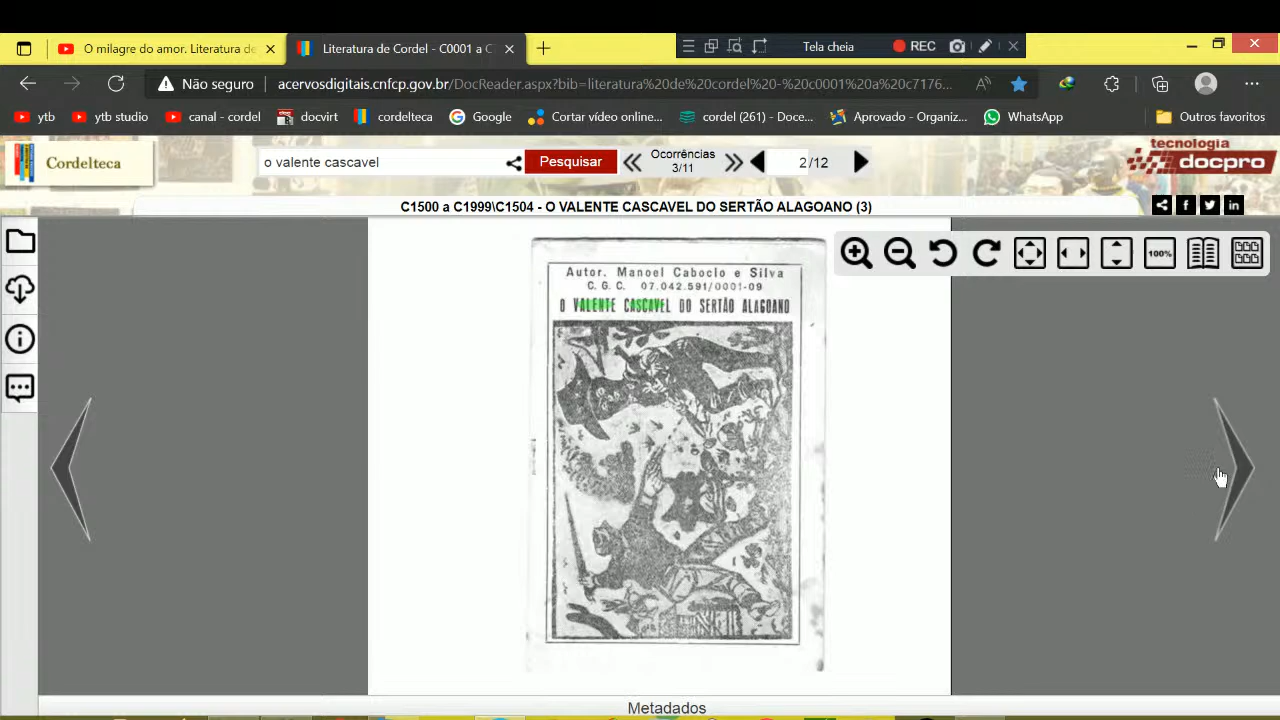 O milagre do amor. Literatura de
Literatura de Cordel - C0001 a C
Tela cheia
REC
Não seguro
acervosdigitais.cnfcp.gov.br/DocReader.aspx?bib=literatura%20de%20cordel%20-%20c0001%20a%20c7176...
ytb
ytb studio
canal - cordel
docvirt
cordelteca
Google
Cortar vídeo online...
cordel (261) - Doce...
Aprovado - Organiz...
WhatsApp
Outros favoritos
Cordelteca
o valente cascavel
Pesquisar
Ocorrências
3/11
2 /12
tecnologia
docpro
C1500 a C1999\C1504 - O VALENTE CASCAVEL DO SERTÃO ALAGOANO (3)
100%
Autor. Manoel Caboclo e Silva
C. G. C. 07.042.591/0001-09
O VALENTE CASCAVEL DO SERTÃO ALAGOANO
Metadados